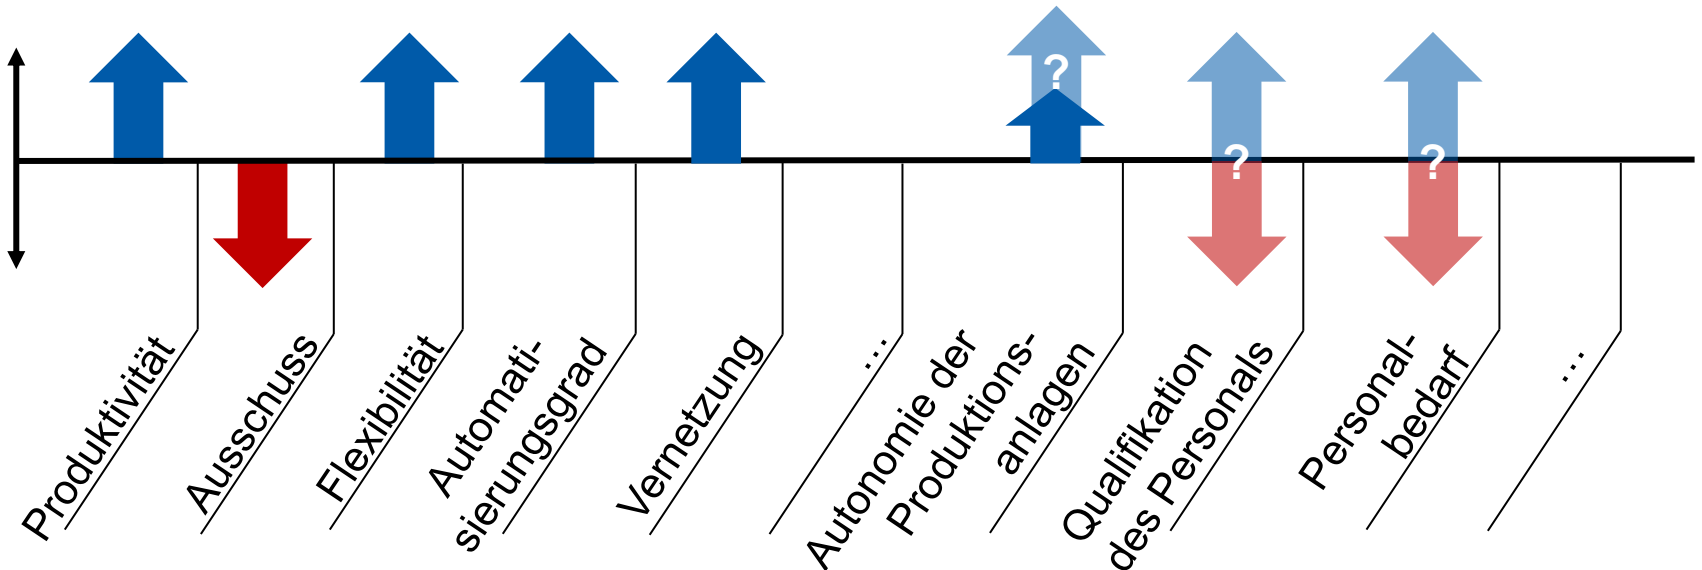 ?
?
?
Produktivität
Ausschuss
Flexibilität
Automati-
sierungsgrad
Vernetzung
…
Autonomie der
Produktions-
anlagen
Qualifikation
des Personals
Personal-
bedarf
…